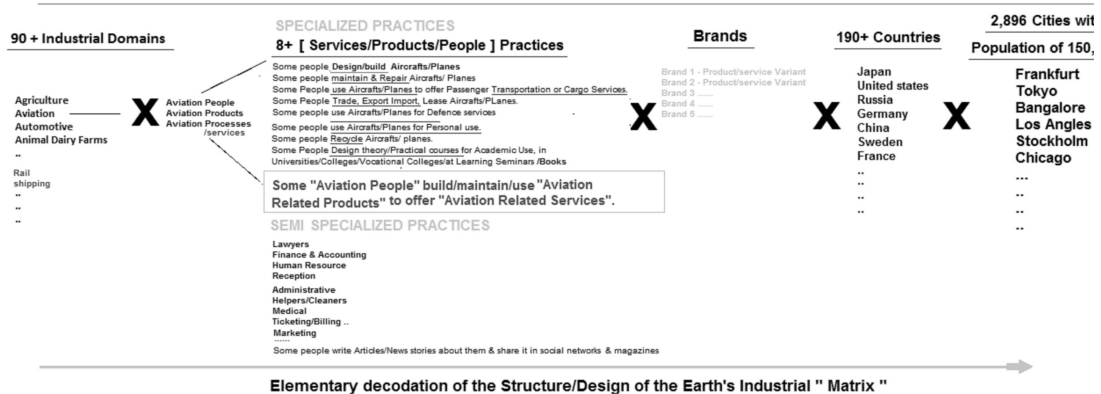 90 + Industrial Domains
Agriculture
Aviation
Automotive
Animal Dairy Farms
..
Rail
shipping
..
..
..
X
Aviation People
Aviation Products
Aviation Processes
/services
SPECIALIZED PRACTICES
8+ [ Services/Products/People ] Practices
Some people Design/build Aircrafts/Planes
Some people maintain & Repair Aircrafts/ Planes
Some People use Aircrafts/Planes to offer Passenger Transportation or Cargo Services.
Some People Trade, Export Import, Lease Aircrafts/PLanes.
Some people use Aircrafts/Planes for Defence services
Some people use Aircrafts/Planes for Personal use.
Some people Recycle Aircrafts/ planes.
Some People Design theory/Practical courses for Academic Use, in
Universities/Colleges/Vocational Colleges/at Learning Seminars /Books
Some "Aviation People" build/maintain/use "Aviation
Related Products" to offer "Aviation Related Services".
SEMI SPECIALIZED PRACTICES
Lawyers
Finance & Accounting
Human Resource
Reception
Administrative
Helpers/Cleaners
Medical
Ticketing/Billing ..
Marketing
......
Some people write Articles/News stories about them & share it in social networks & magazines
X
Brands
Brand 1 - Product/service Variant
Brand 2 - Product/service Variant
Brand 3 ......
Brand 4 ......
Brand 5 ......
X
190+ Countries
Japan
United states
Russia
Germany
China
Sweden
France
..
..
..
X
2,896 Cities wit
Population of 150,
Frankfurt
Tokyo
Bangalore
Los Angles
Stockholm
Chicago
...
..
..
..
Elementary decodation of the Structure/Design of the Earth's Industrial " Matrix "